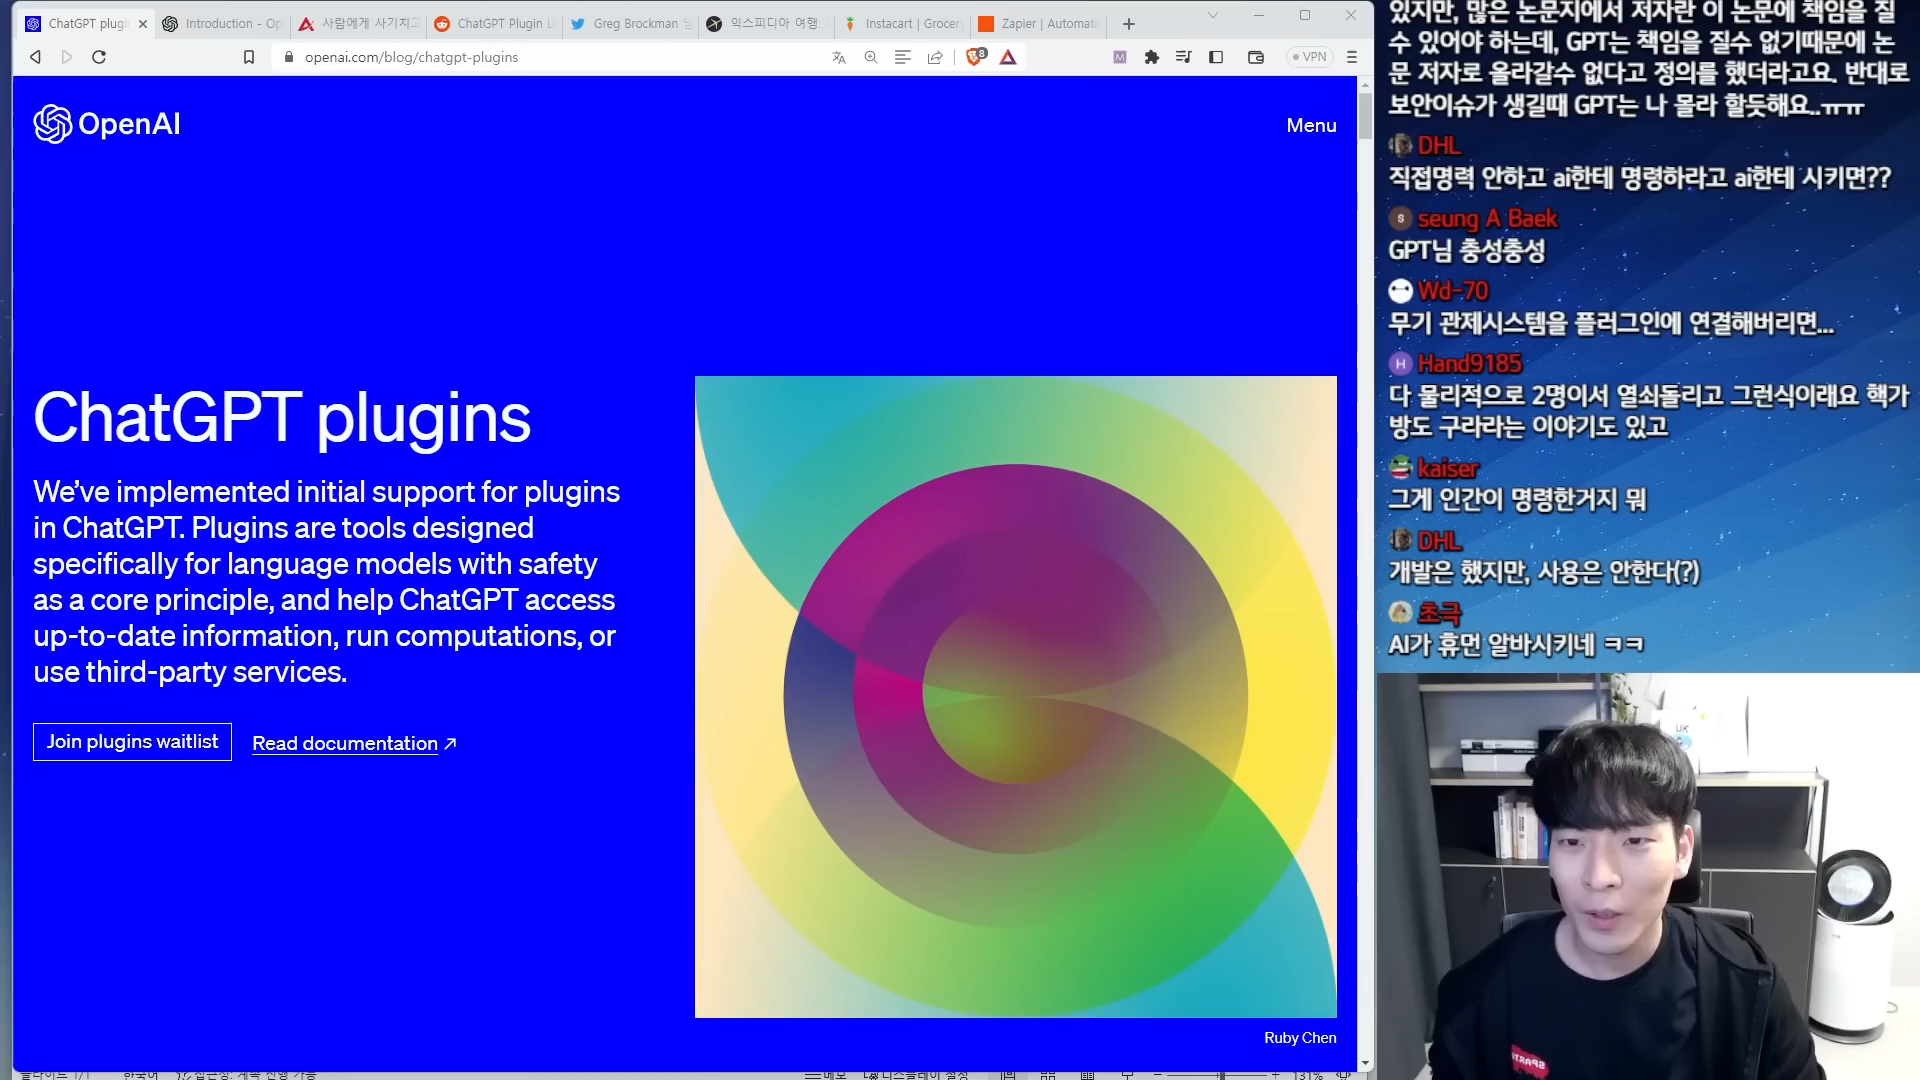 ChatGPT plugi
Introduction - Op
사람에게 사기치고
ChatGPT Plugin Li
Greg Brockman 는
익스피디아 여행
Instacart | Grocery
Zapier | Automati
openai.com/blog/chatgpt-plugins
8
VPN
OpenAI
Menu
ChatGPT plugins
We've implemented initial support for plugins
in ChatGPT. Plugins are tools designed
specifically for language models with safety
as a core principle, and help ChatGPT access
up-to-date information, run computations, or
use third-party services.
Join plugins waitlist
Read documentation ↗
Ruby Chen
131%
있지만, 많은 논문지에서 저자란 이 논문에 책임을 질
수 있어야 하는데, GPT는 책임을 질수 없기때문에 논
문 저자로 올라갈수 없다고 정의를 했더라고요. 반대로
보안이슈가 생길때 GPT는 나 몰라 할듯해요..ㅠㅠ
DHL
직접명력 안하고 ai한테 명령하라고 ai한테 시키면??
seung A Baek
GPT님 충성충성
Wd-70
무기 관제시스템을 플러그인에 연결해버리면...
Hand9185
다 물리적으로 2명이서 열쇠돌리고 그런식이래요 핵가
방도 구라라는 이야기도 있고
kaiser
그게 인간이 명령한거지 뭐
DHL
개발은 했지만, 사용은 안한다(?)
초극
AI가 휴먼 알바시키네 ㅋㅋ